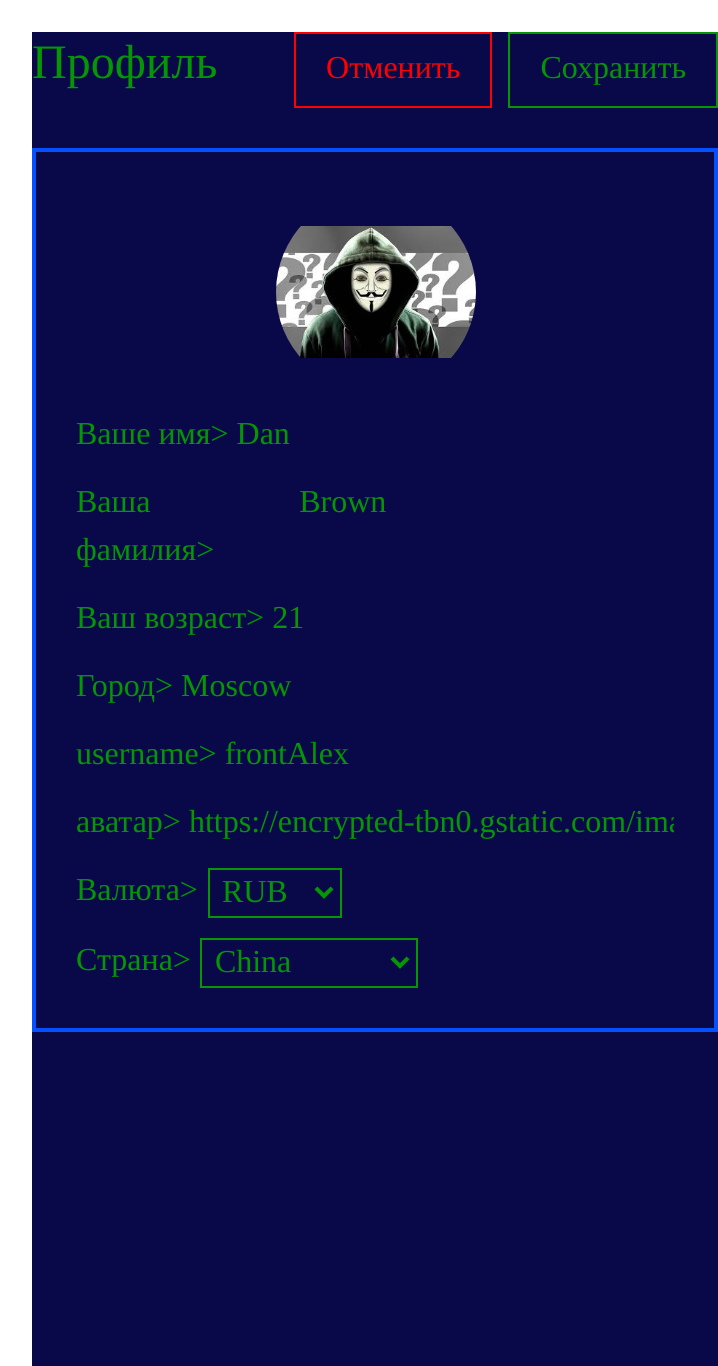 Профиль
Отменить
Сохранить
Ваше имя> Dan
Ваша Brown
фамилия>
Ваш возраст> 21
Город> Moscow
username> frontAlex
аватар> https://encrypted-tbn0.gstatic.com/ima
Валюта> RUB
Страна> China